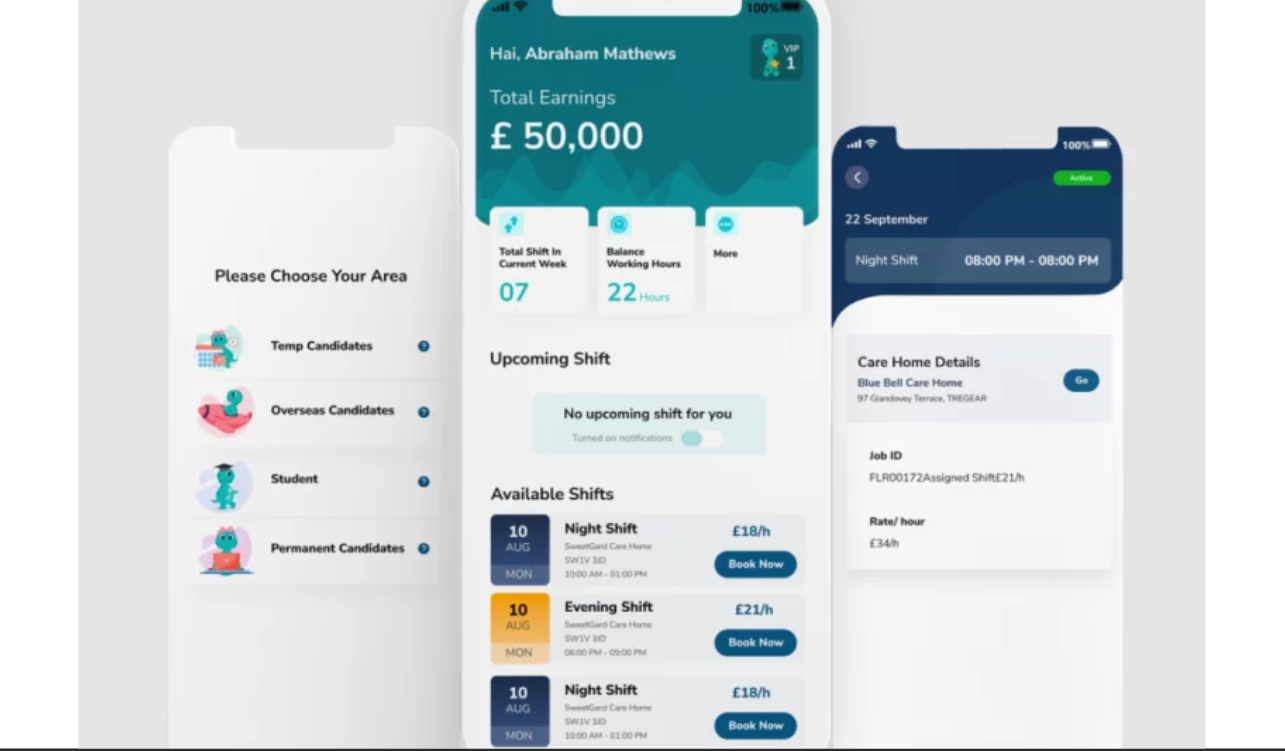 Please Choose Your Area
Temp Candidates
?
Overseas Candidates
?
Student
?
Permanent Candidates
?
100%
Hai, Abraham Mathews
VIP
1
Total Earnings
£ 50,000
Total Shift In
Current Week
07
Balance
Working Hours
22 Hours
More
Upcoming Shift
No upcoming shift for you
Turned on notifications
Available Shifts
10
AUG
MON
Night Shift
SweetGard Care Home
SW1V 3JD
10:00 AM - 01:00 PM
£18/h
Book Now
10
AUG
MON
Evening Shift
SweetGard Care Home
SW1V 3JD
06:00 PM - 09:00 PM
£21/h
Book Now
10
AUG
MON
Night Shift
SweetGard Care Home
SW1V 3JD
10:00 AM - 01:00 PM
£18/h
Book Now
100%
Active
22 September
Night Shift 08:00 PM - 08:00 PM
Care Home Details
Blue Bell Care Home
97 Glandovey Terrace, TREGEAR
Go
Job ID
FLR00172Assigned Shift£21/h
Rate/ hour
£34/h